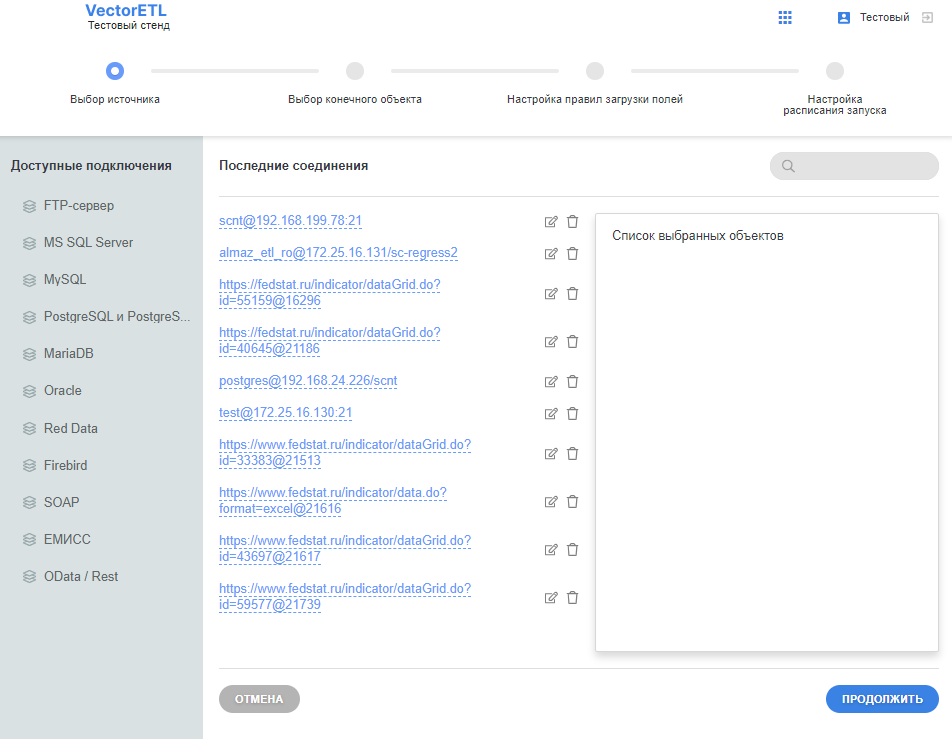 VectorETL
Тестовый стенд
Тестовый
Выбор источника
Выбор конечного объекта
Настройка правил загрузки полей
Настройка
расписания запуска
Доступные подключения
FTP-сервер
MS SQL Server
MySQL
PostgreSQL и PostgreS...
MariaDB
Oracle
Red Data
Firebird
SOAP
ЕМИСС
OData / Rest
Последние соединения
scnt@192.168.199.78:21
almaz_etl_ro@172.25.16.131/sc-regress2
https://fedstat.ru/indicator/dataGrid.do?
id=55159@16296
https://fedstat.ru/indicator/dataGrid.do?
id=40645@21186
postgres@192.168.24.226/scnt
test@172.25.16.130:21
https://www.fedstat.ru/indicator/dataGrid.do?
id=33383@21513
https://www.fedstat.ru/indicator/data.do?
format=excel@21616
https://www.fedstat.ru/indicator/dataGrid.do?
id=43697@21617
https://www.fedstat.ru/indicator/dataGrid.do?
id=59577@21739
Список выбранных объектов
ОТМЕНА
ПРОДОЛЖИТЬ